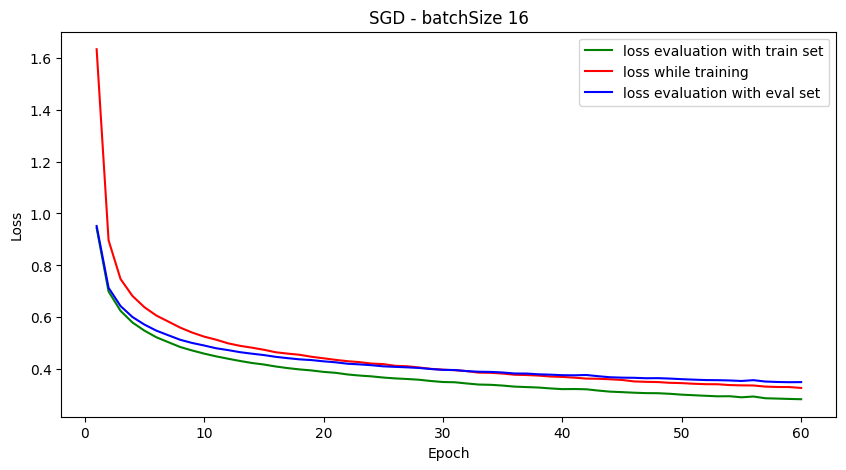 SGD - batchSize 16
loss evaluation with train set
loss while training
loss evaluation with eval set
Loss
1.6
1.4
1.2
1.0
0.8
0.6
0.4
0 10 20 30 40 50 60
Epoch